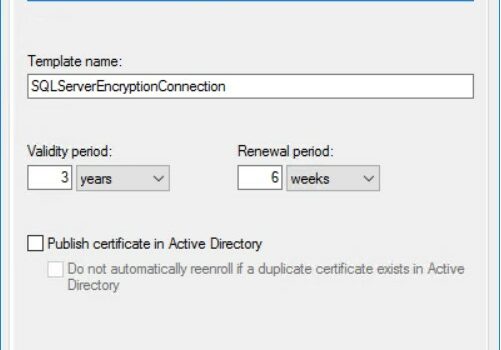 Template name:
SQLServerEncryptionConnection
Validity period: Renewal period:
3 years 6 weeks
Publish certificate in Active Directory
Do not automatically reenroll if a duplicate certificate exists in Active
Directory